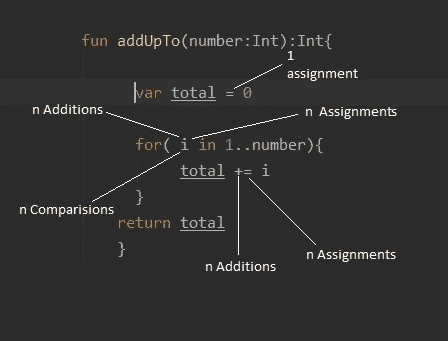 fun addUpTo(number:Int):Int{
1
assignment
var total = 0
n Additions
n Assignments
for( i in 1..number){
total += i
n Comparisions
}
return total
}
n Additions
n Assignments